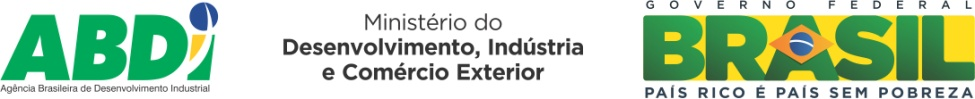 ABDi
Agência Brasileira de Desenvolvimento Industrial
Ministério do
Desenvolvimento, Indústria
e Comércio Exterior
GOVERNO FEDERAL
BRASIL
PAÍS RICO É PAÍS SEM POBREZA